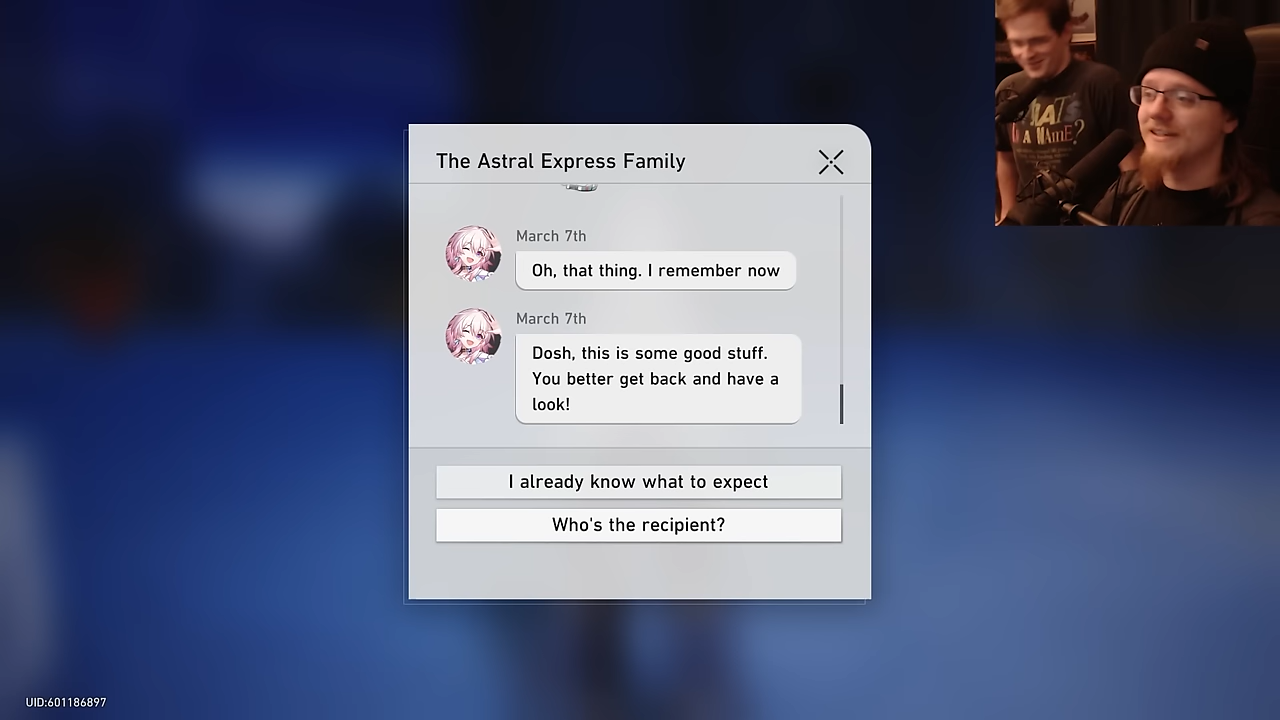 The Astral Express Family
March 7th
Oh, that thing. I remember now
March 7th
Dosh, this is some good stuff.
You better get back and have a
look!
I already know what to expect
Who's the recipient?
UID:601186897